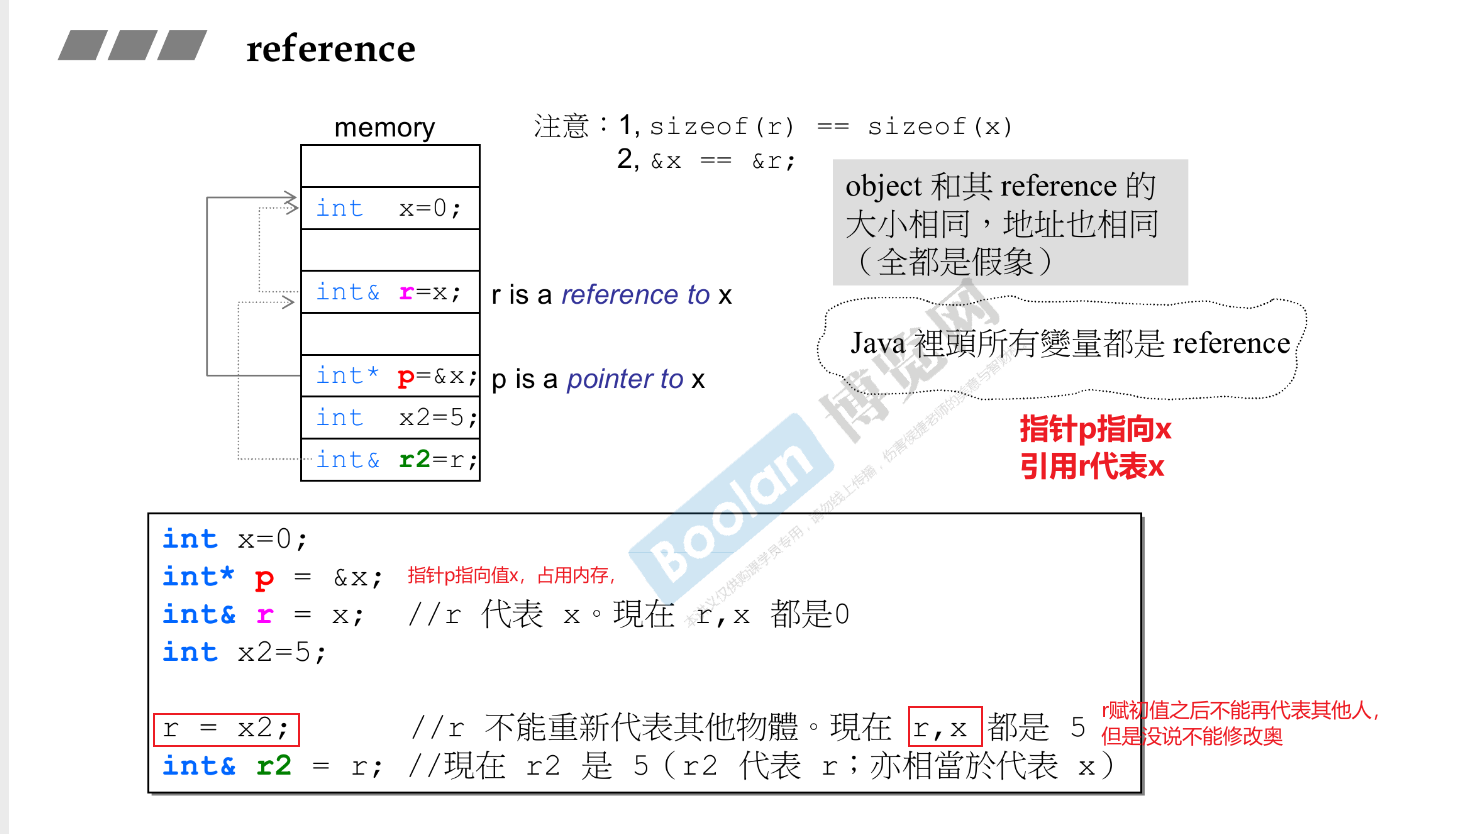 reference
memory
注意：1, sizeof(r) == sizeof(x)
2, &x == &r;
object 和其 reference 的
大小相同，地址也相同
（全都是假象）
int x=0;
int& r=x; r is a reference to x
Java 裡頭所有變量都是 reference
int* p=&x; p is a pointer to x
int x2=5;
int& r2=r;
指针p指向x
引用r代表x
Boolan 博览网
int x=0;
int* p = &x; 指针p指向值x，占用内存，
int& r = x; //r 代表 x。現在 r,x 都是0
int x2=5;
r = x2; //r 不能重新代表其他物體。現在 r,x 都是 5
r赋初值之后不能再代表其他人，
但是没说不能修改奥
int& r2 = r; //現在 r2 是 5（r2 代表 r；亦相當於代表 x）